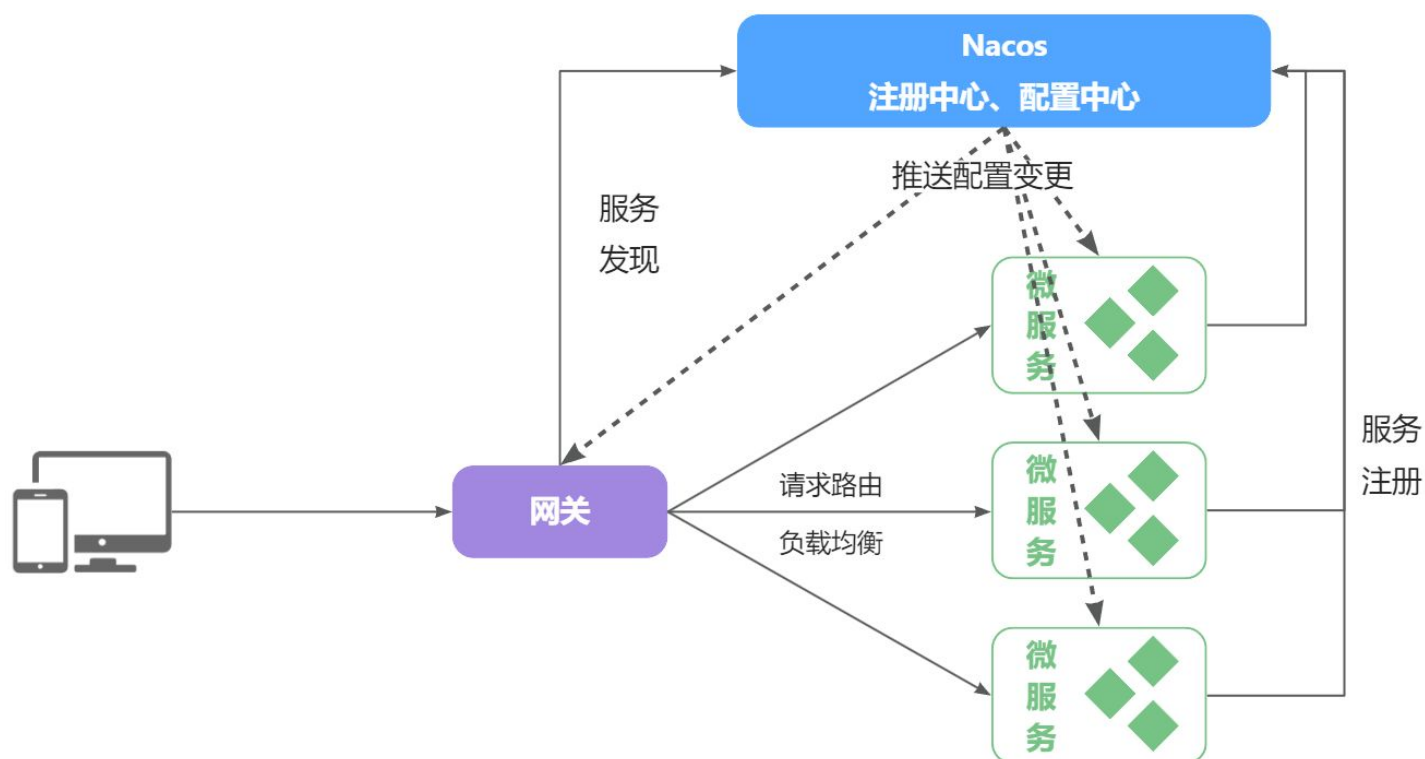 Nacos
注册中心、配置中心
推送配置变更
服务
发现
微
服
务
网关
请求路由
负载均衡
微
服
务
服务
注册
微
服
务